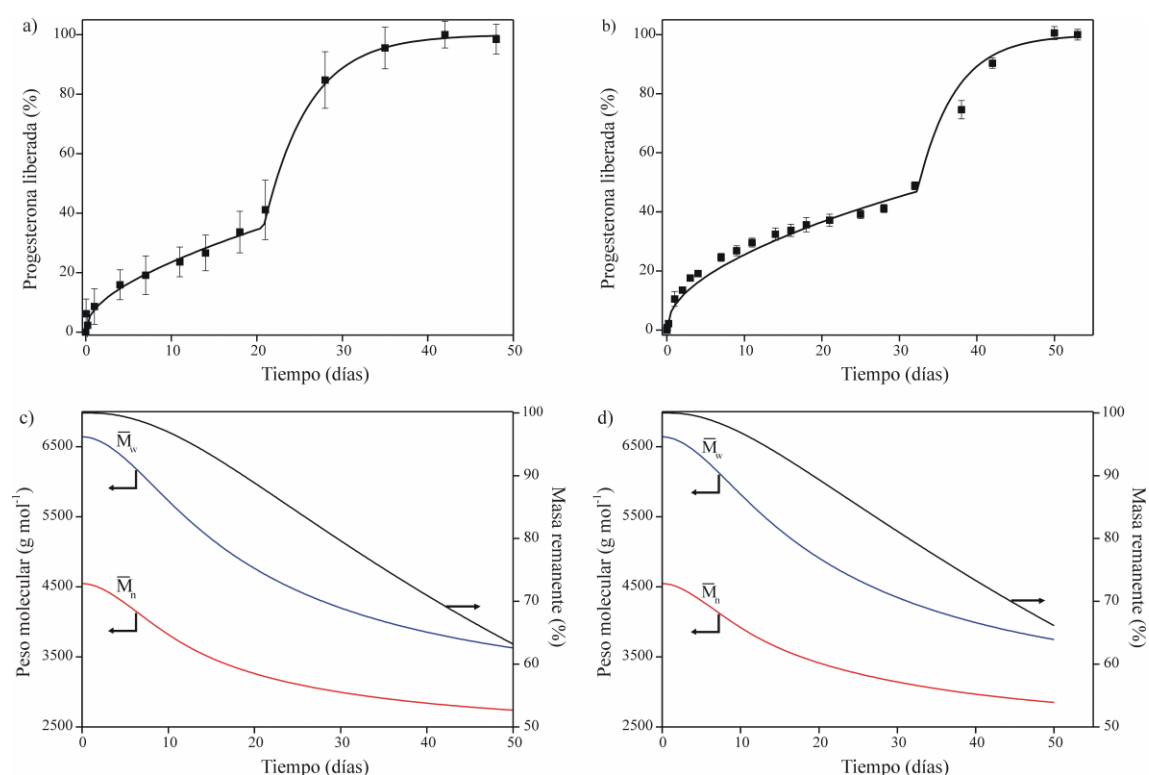 a)
Progesterona liberada (%)
100
80
60
40
20
0
0 10 20 30 40 50
Tiempo (días)
b)
Progesterona liberada (%)
100
80
60
40
20
0
0 10 20 30 40 50
Tiempo (días)
c)
Peso molecular (g mol⁻¹)
6500
5500
4500
3500
2500
M̅w
M̅n
100
90
80
70
60
50
Masa remanente (%)
0 10 20 30 40 50
Tiempo (días)
d)
Peso molecular (g mol⁻¹)
6500
5500
4500
3500
2500
M̅w
M̅n
100
90
80
70
60
50
Masa remanente (%)
0 10 20 30 40 50
Tiempo (días)